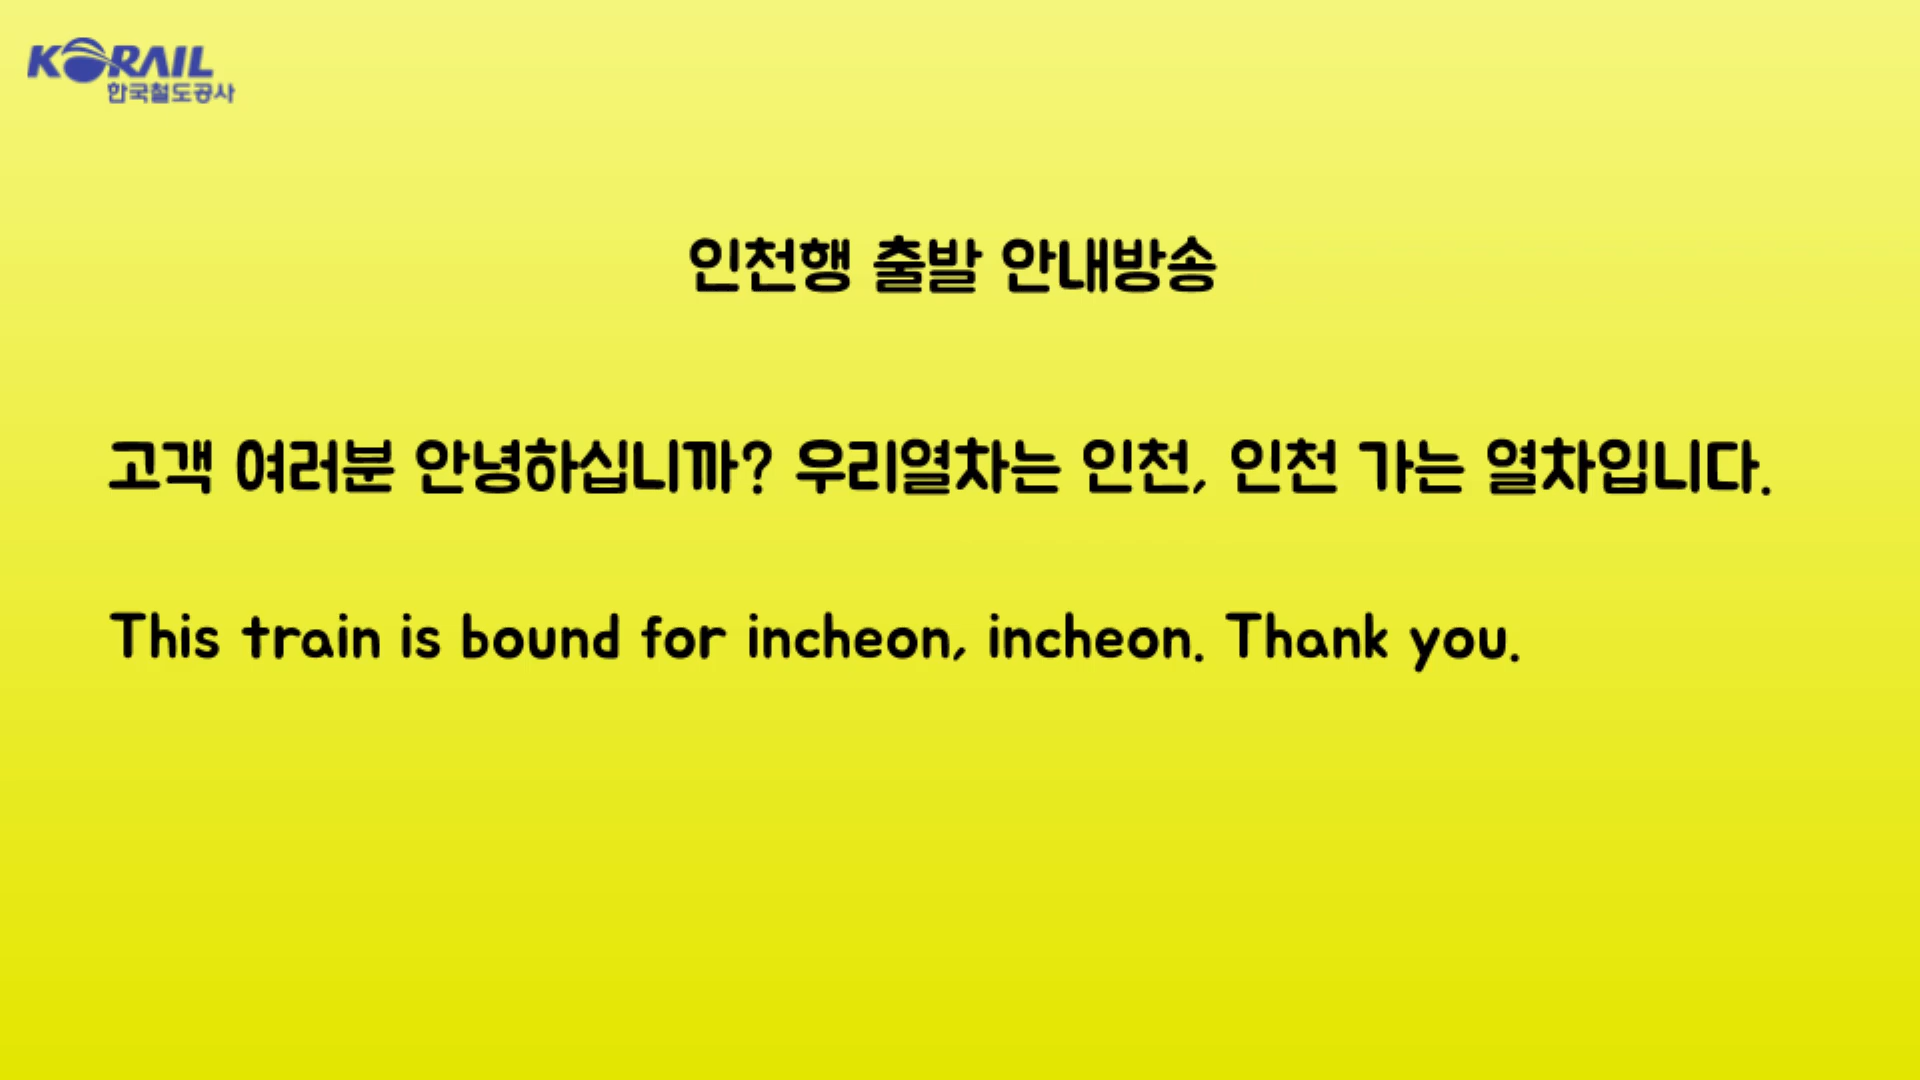 KORAIL
한국철도공사
인천행 출발 안내방송
고객 여러분 안녕하십니까? 우리열차는 인천, 인천 가는 열차입니다.
This train is bound for incheon, incheon. Thank you.